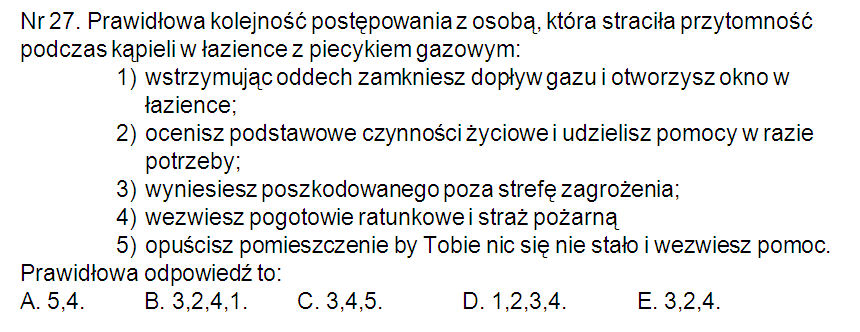 Nr 27. Prawidłowa kolejność postępowania z osobą, która straciła przytomność
podczas kąpieli w łazience z piecykiem gazowym:
1) wstrzymując oddech zamkniesz dopływ gazu i otworzysz okno w
łazience;
2) ocenisz podstawowe czynności życiowe i udzielisz pomocy w razie
potrzeby;
3) wyniesiesz poszkodowanego poza strefę zagrożenia;
4) wezwiesz pogotowie ratunkowe i straż pożarną
5) opuścisz pomieszczenie by Tobie nic się nie stało i wezwiesz pomoc.
Prawidłowa odpowiedź to:
A. 5,4. B. 3,2,4,1. C. 3,4,5. D. 1,2,3,4. E. 3,2,4.